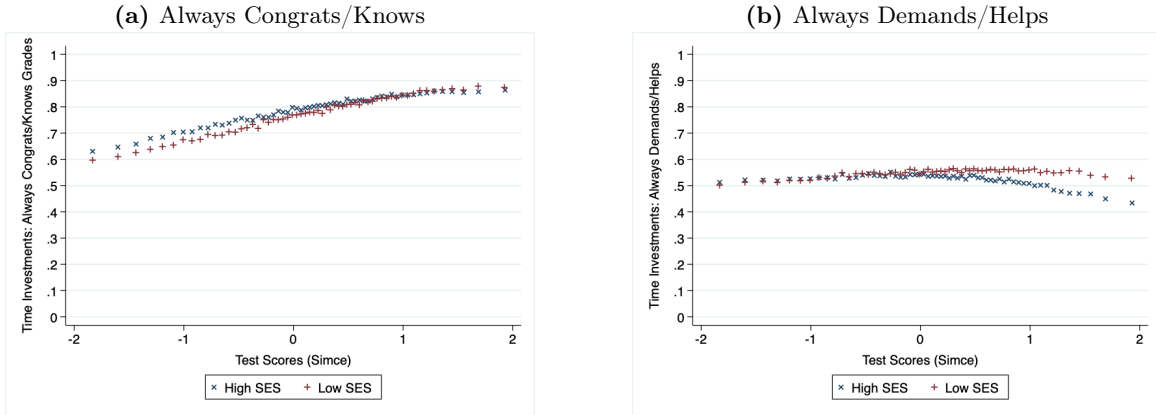 (a) Always Congrats/Knows
Time Investments: Always Congrats/Knows Grades
1
.9
.8
.7
.6
.5
.4
.3
.2
.1
0
-2 -1 0 1 2
Test Scores (Simce)
× High SES + Low SES
(b) Always Demands/Helps
Time Investments: Always Demands/Helps
1
.9
.8
.7
.6
.5
.4
.3
.2
.1
0
-2 -1 0 1 2
Test Scores (Simce)
× High SES + Low SES